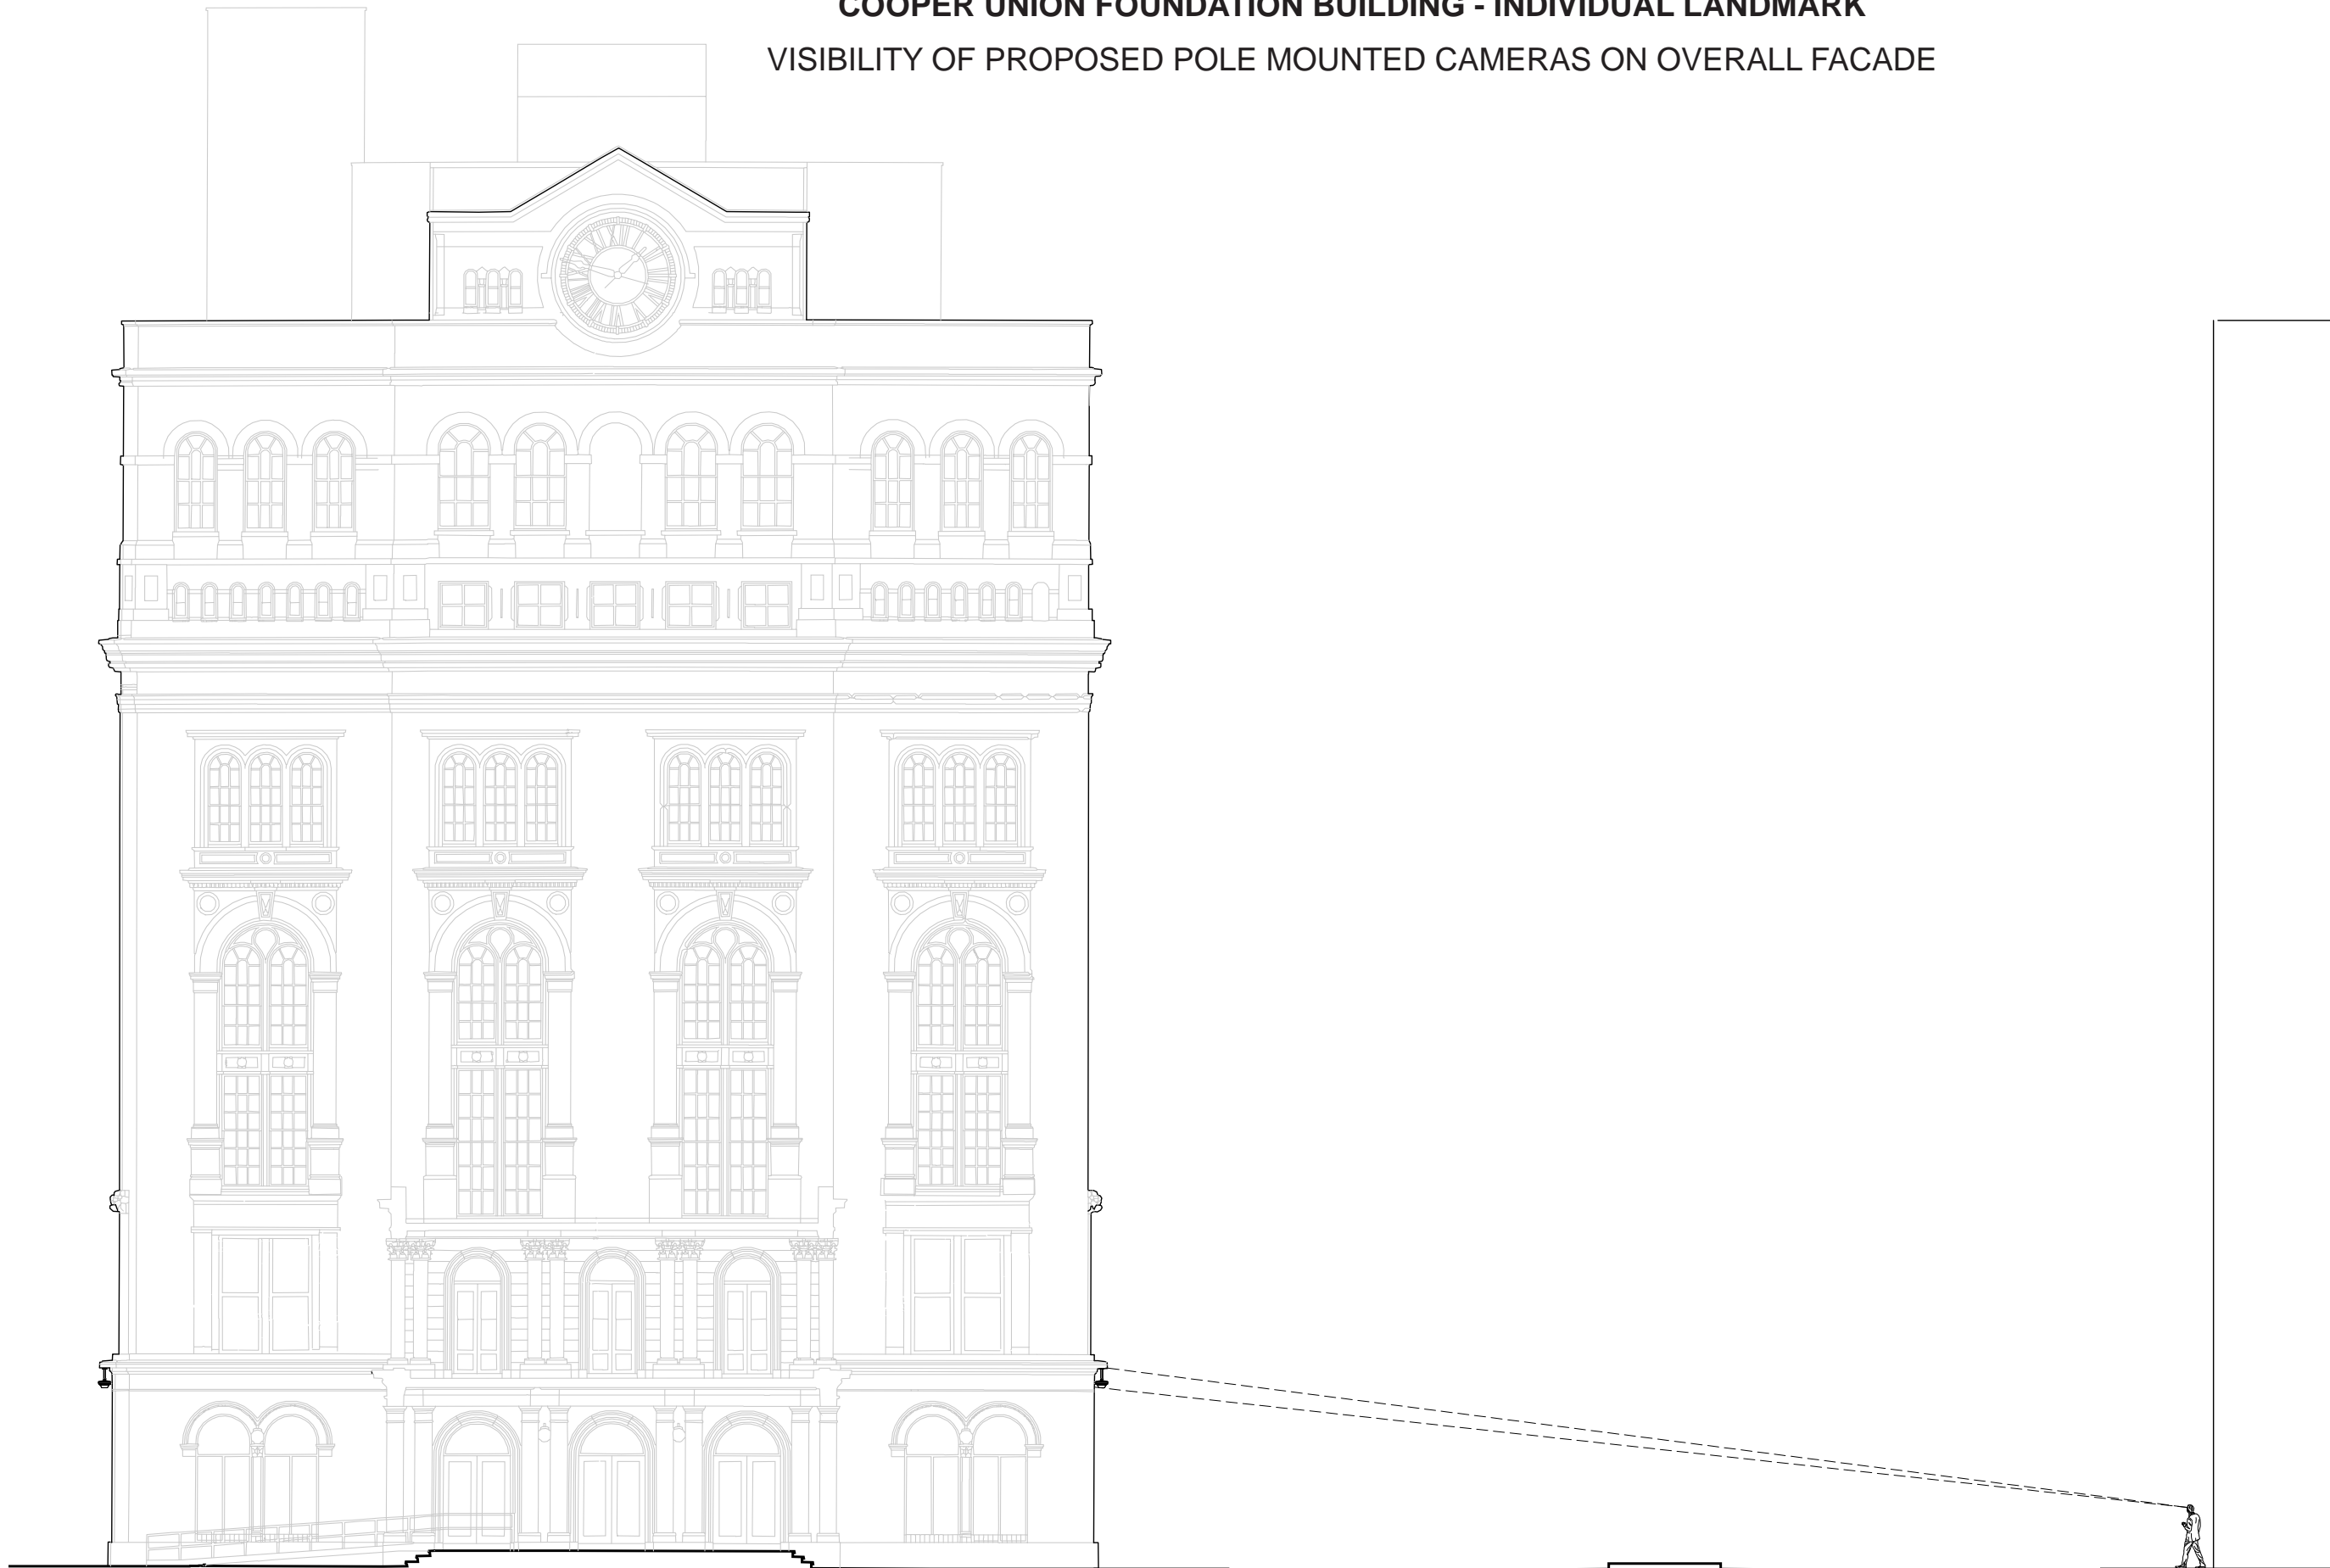 COOPER UNION FOUNDATION BUILDING - INDIVIDUAL LANDMARK
VISIBILITY OF PROPOSED POLE MOUNTED CAMERAS ON OVERALL FACADE